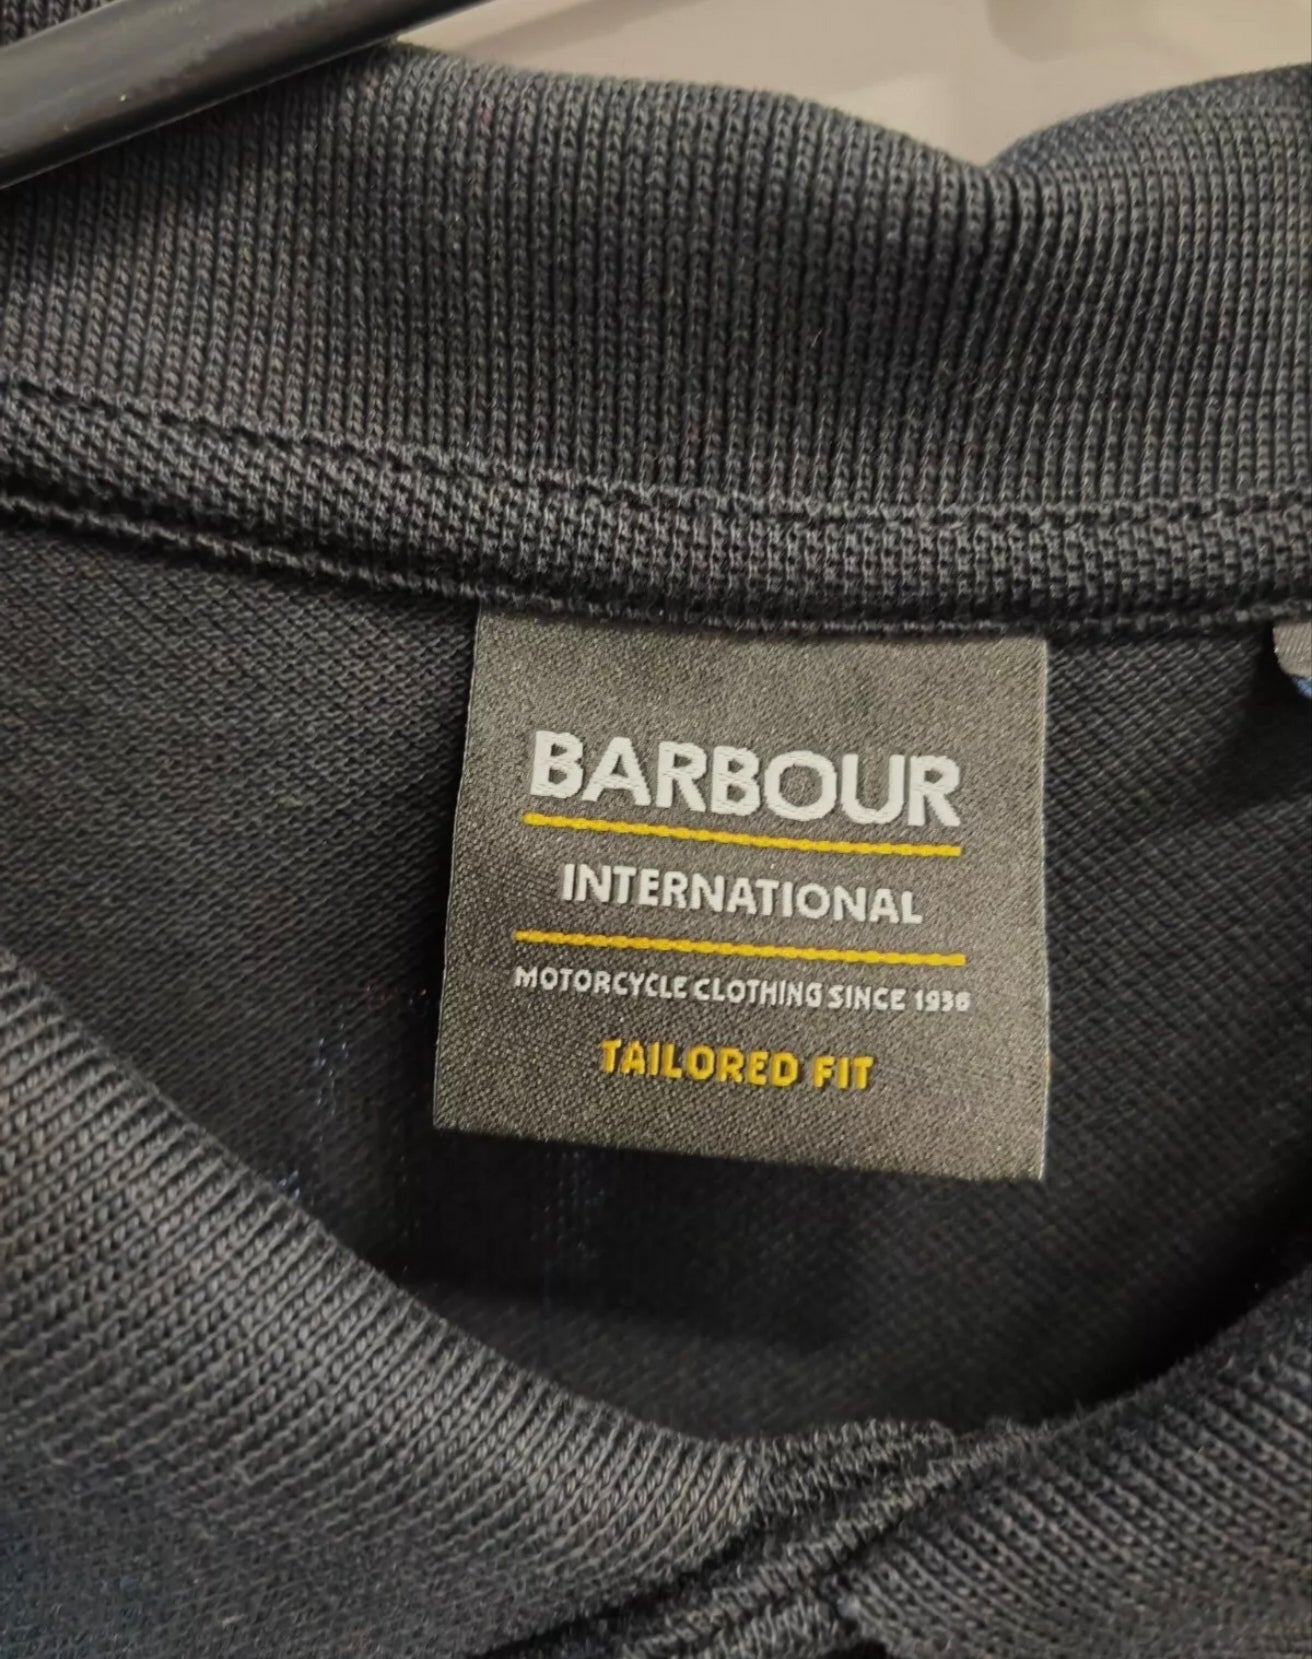 BARBOUR
INTERNATIONAL
MOTORCYCLE CLOTHING SINCE 1936
TAILORED FIT